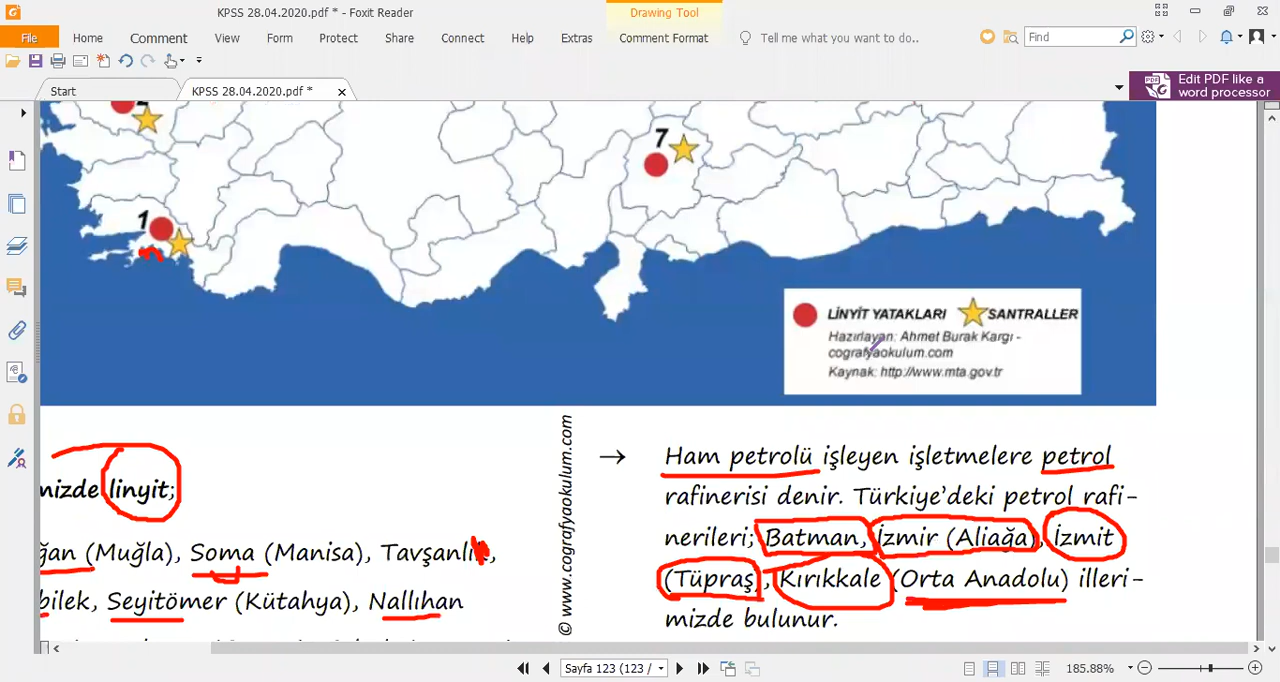 KPSS 28.04.2020.pdf * - Foxit Reader
Drawing Tool
File Home Comment View Form Protect Share Connect Help Extras Comment Format Tell me what you want to do.. Find
Start
KPSS 28.04.2020.pdf *
Edit PDF like a
word processor
7
1
LİNYİT YATAKLARI SANTRALLER
Hazırlayan: Ahmet Burak Kargı -
cografyaokulum.com
Kaynak: http://www.mta.gov.tr
mizde linyit;
ğan (Muğla), Soma (Manisa), Tavşanlı,
bilek, Seyitömer (Kütahya), Nallıhan
© www.cografyaokulum.com
→ Ham petrolü işleyen işletmelere petrol
rafinerisi denir. Türkiye’deki petrol rafi-
nerileri; Batman, İzmir (Aliağa), İzmit
(Tüpraş), Kırıkkale (Orta Anadolu) illeri-
mizde bulunur.
Sayfa 123 (123 /
185.88%